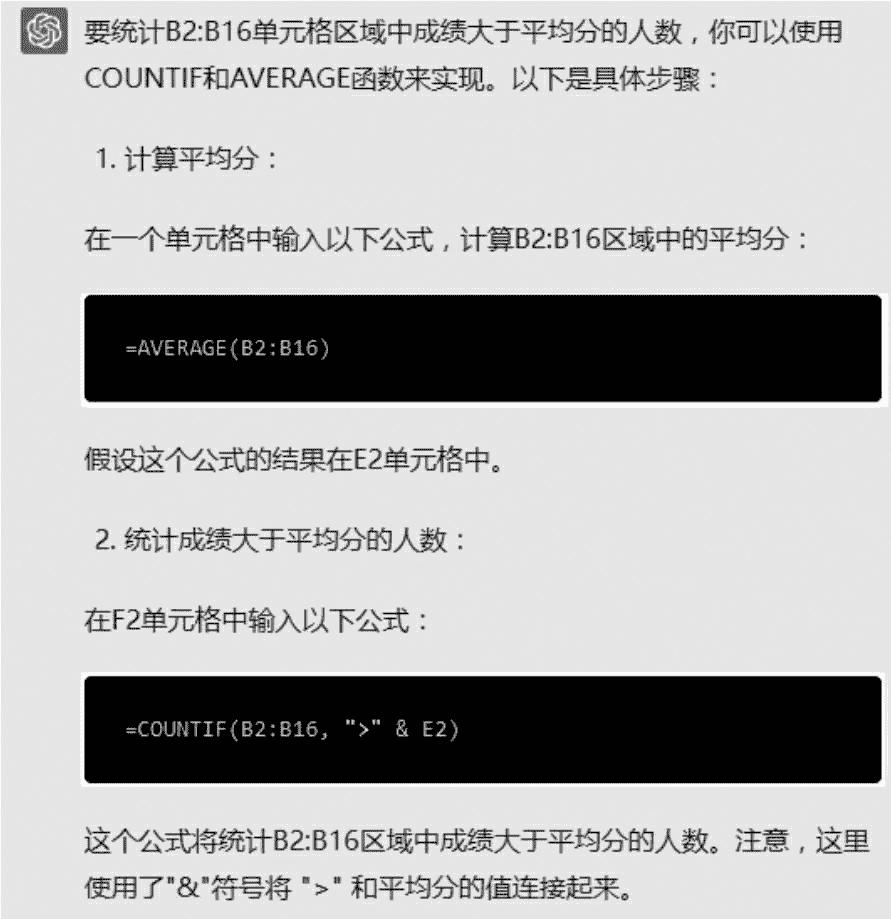 要统计B2:B16单元格区域中成绩大于平均分的人数，你可以使用
COUNTIF和AVERAGE函数来实现。以下是具体步骤：
1. 计算平均分：
在一个单元格中输入以下公式，计算B2:B16区域中的平均分：
=AVERAGE(B2:B16)
假设这个公式的结果在E2单元格中。
2. 统计成绩大于平均分的人数：
在F2单元格中输入以下公式：
=COUNTIF(B2:B16, ">" & E2)
这个公式将统计B2:B16区域中成绩大于平均分的人数。注意，这里
使用了"&"符号将 ">" 和平均分的值连接起来。